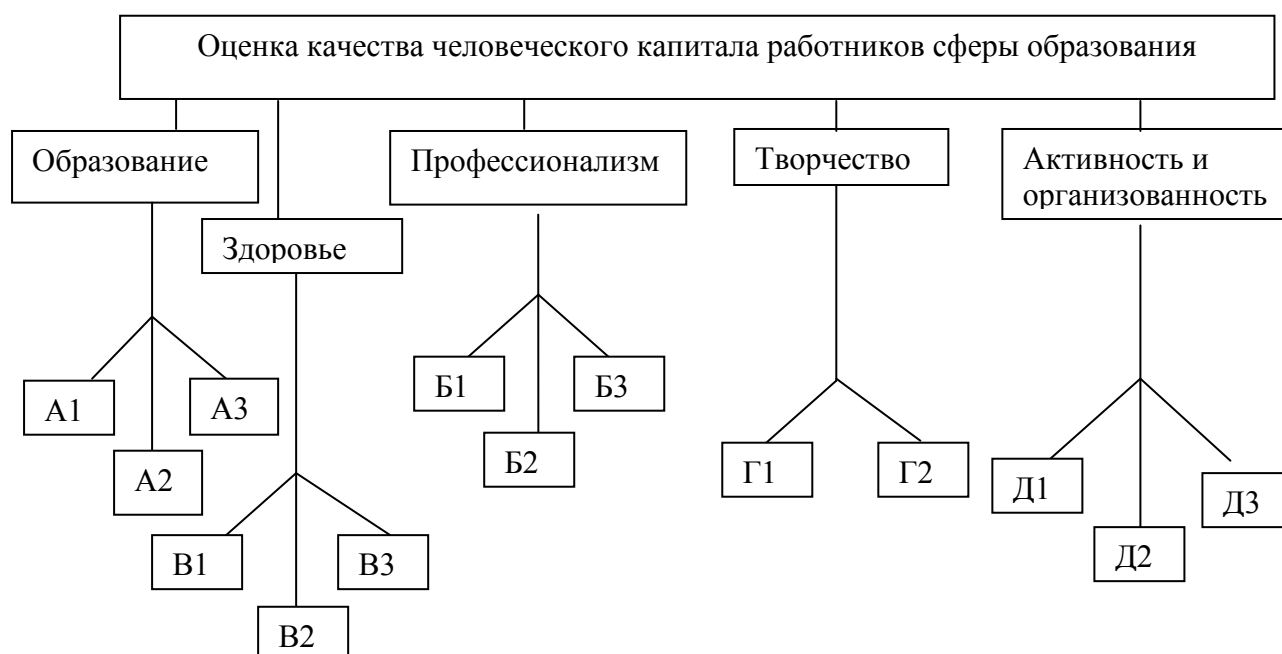 Оценка качества человеческого капитала работников сферы образования
Образование
Профессионализм
Творчество
Активность и
организованность
Здоровье
А1
А3
А2
Б1
Б3
Б2
Г1
Г2
Д1
Д3
Д2
В1
В3
В2